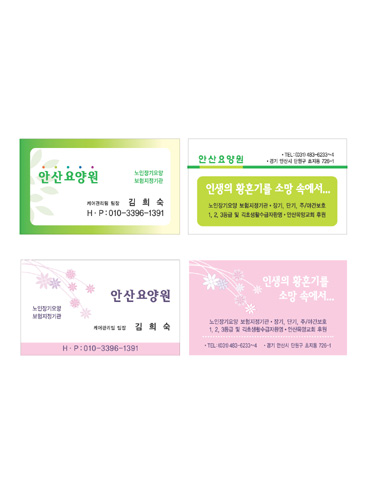 안산요양원
노인장기요양
보험지정기관
케어관리팀 팀장 김 희 숙
H · P : 010-3396-1391
안산요양원
• TEL: (031) 483-6233~4
• 경기 안산시 단원구 초지동 726-1
인생의 황혼기를 소망 속에서...
노인장기요양 보험지정기관 • 장기, 단기, 주/야간보호
1, 2, 3등급 및 기초생활수급자환영 • 안산목양교회 후원
노인장기요양
보험지정기관
안산요양원
케어관리팀 팀장 김 희 숙
H · P : 010-3396-1391
인생의 황혼기를
소망 속에서...
노인장기요양 보험지정기관 • 장기, 단기, 주/야간보호
1, 2, 3등급 및 기초생활수급자환영 • 안산목양교회 후원
• TEL: (031) 483-6233~4 • 경기 안산시 단원구 초지동 726-1